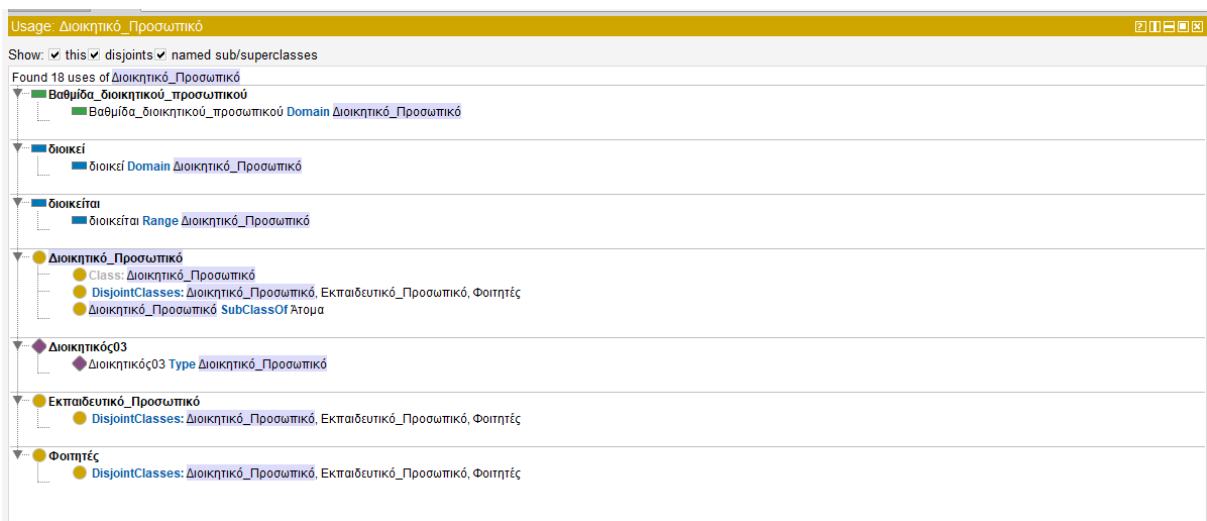 Usage: Διοικητικό_Προσωπικό
Show: this disjoints named sub/superclasses
Found 18 uses of Διοικητικό_Προσωπικό
Βαθμίδα_διοικητικού_προσωπικού
Βαθμίδα_διοικητικού_προσωπικού Domain Διοικητικό_Προσωπικό
διοικεί
διοικεί Domain Διοικητικό_Προσωπικό
διοικείται
διοικείται Range Διοικητικό_Προσωπικό
Διοικητικό_Προσωπικό
Class: Διοικητικό_Προσωπικό
DisjointClasses: Διοικητικό_Προσωπικό, Εκπαιδευτικό_Προσωπικό, Φοιτητές
Διοικητικό_Προσωπικό SubClassOf Άτομα
Διοικητικός03
Διοικητικός03 Type Διοικητικό_Προσωπικό
Εκπαιδευτικό_Προσωπικό
DisjointClasses: Διοικητικό_Προσωπικό, Εκπαιδευτικό_Προσωπικό, Φοιτητές
Φοιτητές
DisjointClasses: Διοικητικό_Προσωπικό, Εκπαιδευτικό_Προσωπικό, Φοιτητές